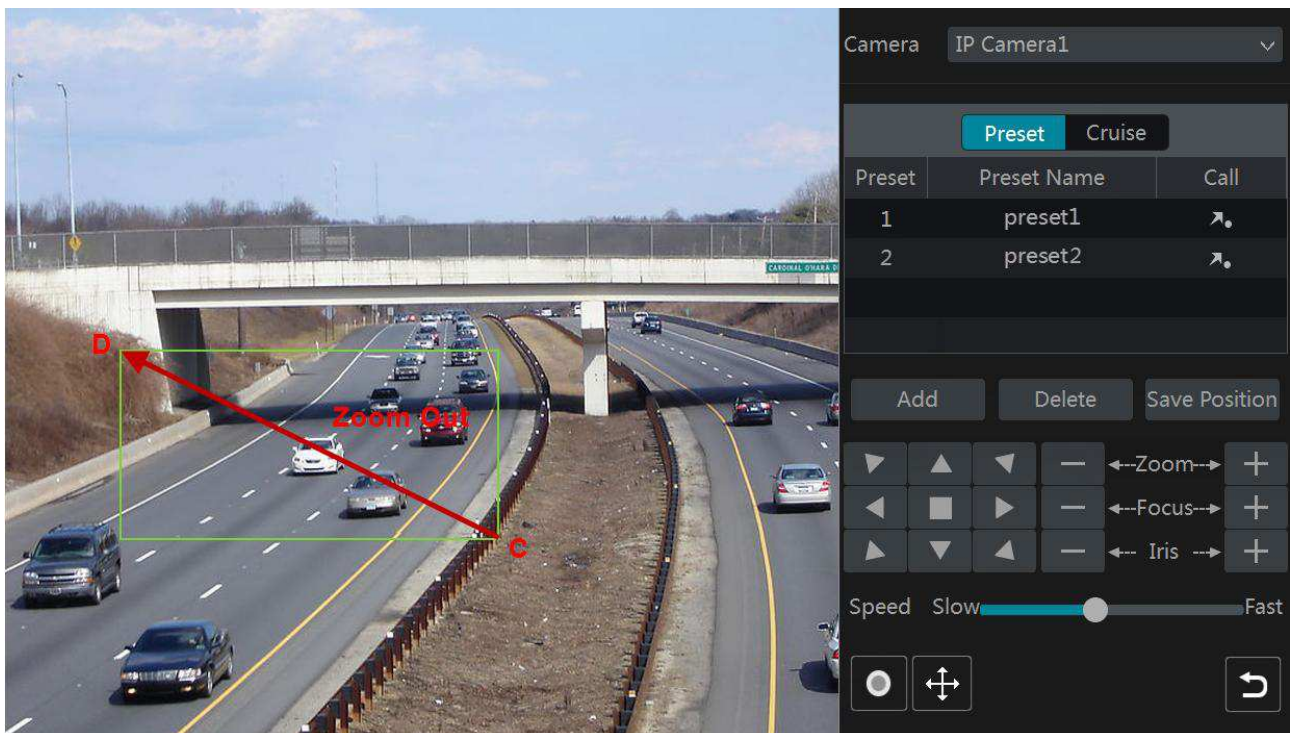 Camera IP Camera1
Preset Cruise
Preset Preset Name Call
1 preset1
2 preset2
Add Delete Save Position
Zoom
Focus
Iris
Speed Slow Fast
CARDINAL O'HARA D
D
Zoom Out
C